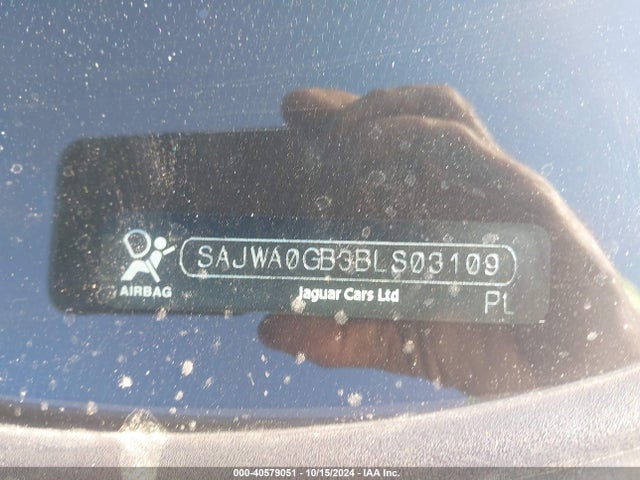 SAJWA0GB3BLS03109
AIRBAG
Jaguar Cars Ltd
PL
000-40579051 - 10/15/2024 - IAA Inc.